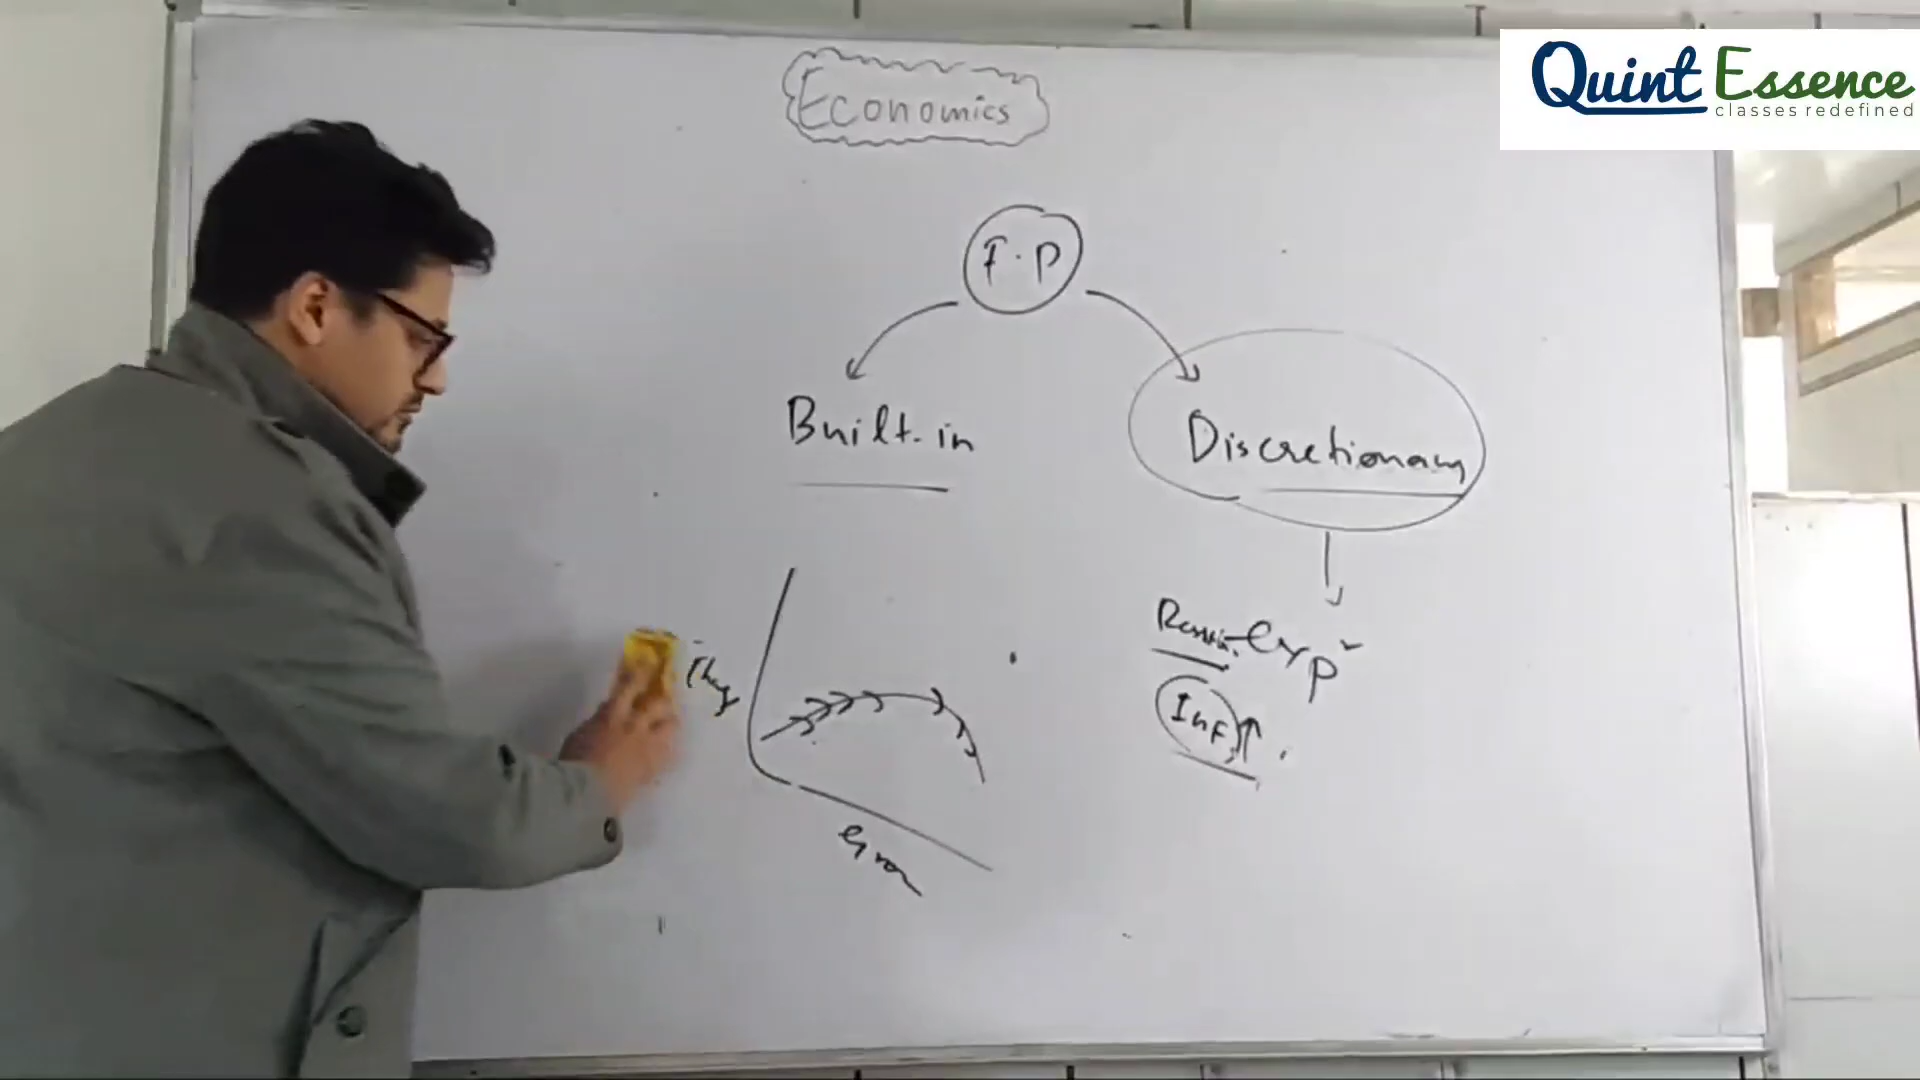 Quint Essence
classes redefined
Economics
F.P
Built-in
Discretionary
Exp
Inf ↑